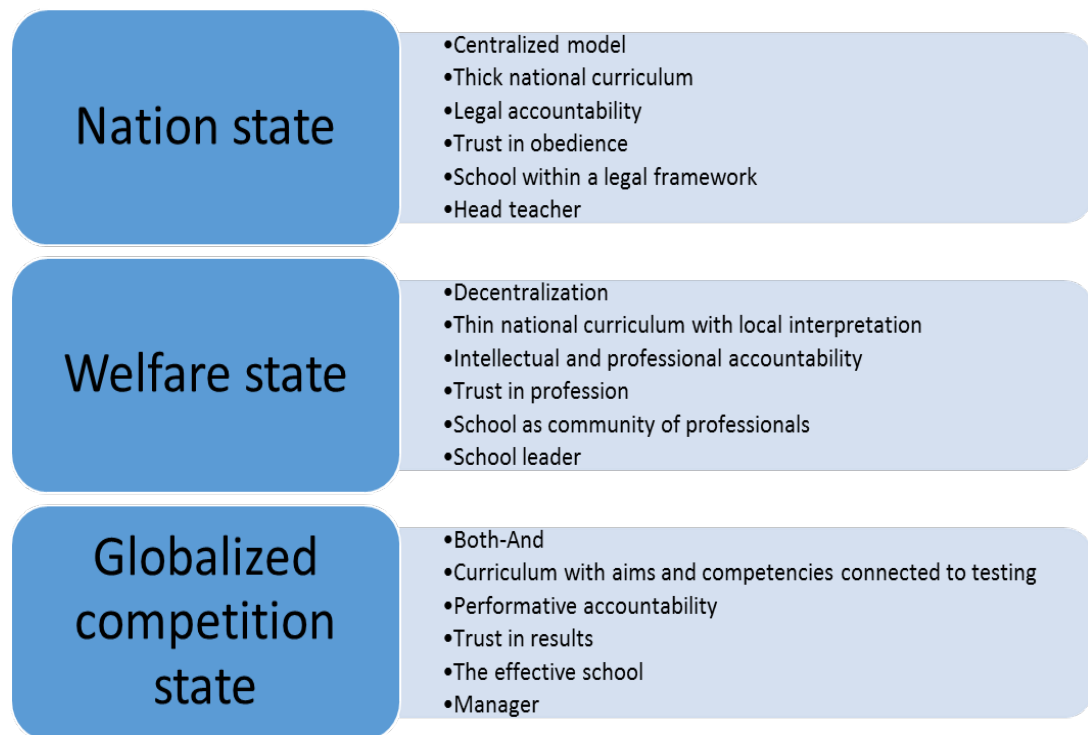 Nation state
•Centralized model
•Thick national curriculum
•Legal accountability
•Trust in obedience
•School within a legal framework
•Head teacher
Welfare state
•Decentralization
•Thin national curriculum with local interpretation
•Intellectual and professional accountability
•Trust in profession
•School as community of professionals
•School leader
Globalized
competition
state
•Both-And
•Curriculum with aims and competencies connected to testing
•Performative accountability
•Trust in results
•The effective school
•Manager